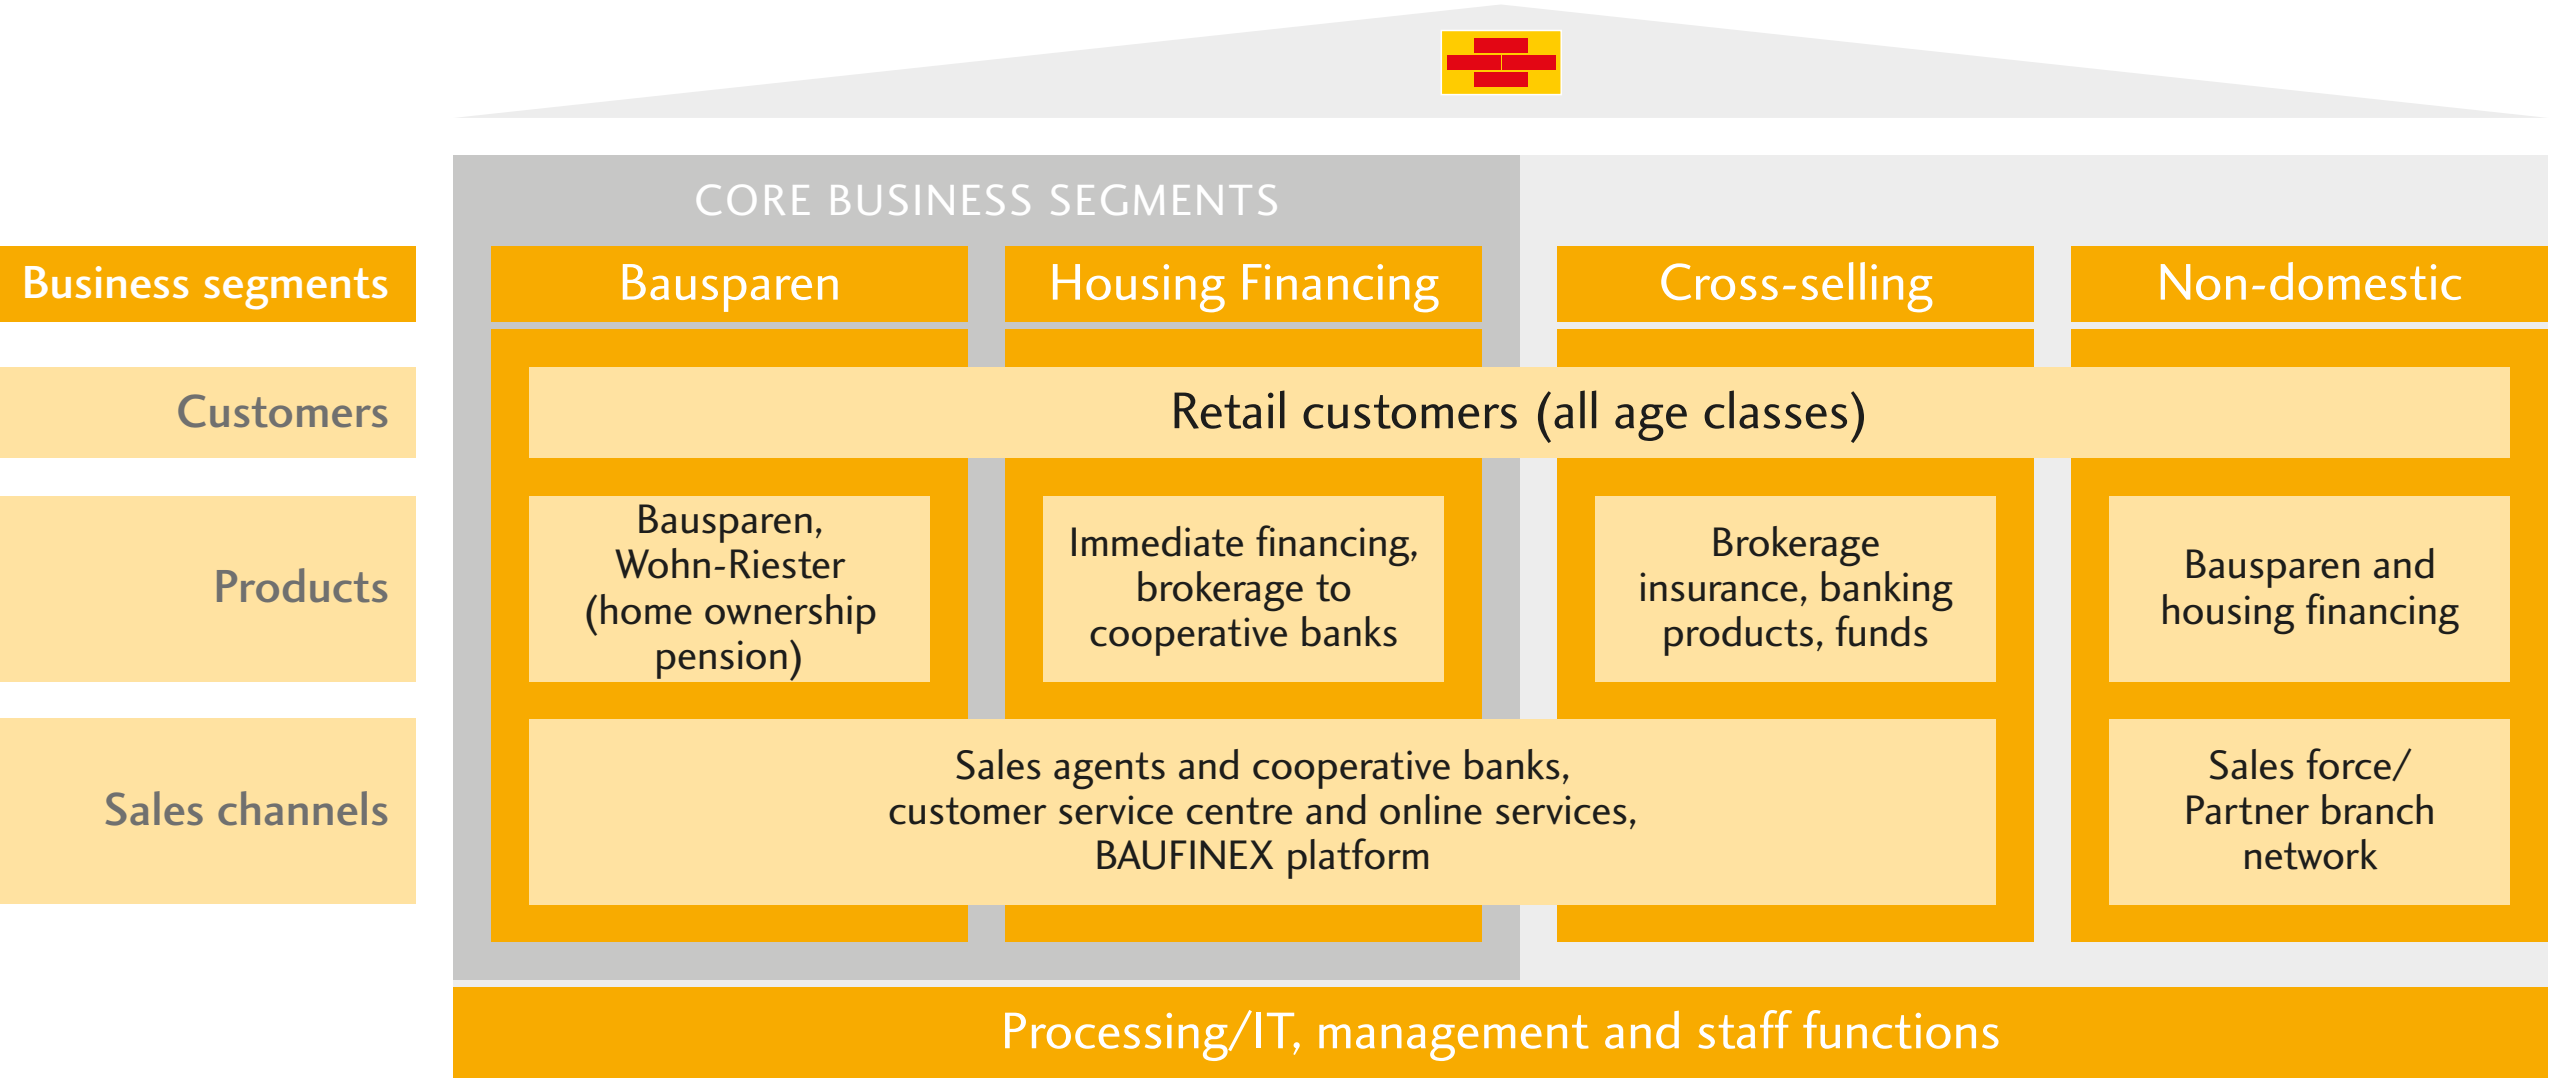 CORE BUSINESS SEGMENTS
Business segments
Bausparen
Housing Financing
Cross-selling
Non-domestic
Customers
Retail customers (all age classes)
Products
Bausparen,
Wohn-Riester
(home ownership
pension)
Immediate financing,
brokerage to
cooperative banks
Brokerage
insurance, banking
products, funds
Bausparen and
housing financing
Sales channels
Sales agents and cooperative banks,
customer service centre and online services,
BAUFINEX platform
Sales force/
Partner branch
network
Processing/IT, management and staff functions